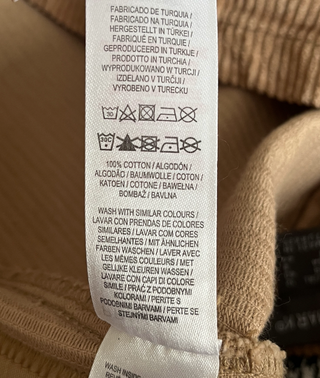 FABRICADO DE TURQUIA /
FABRICADO NA TURQUIA /
HERGESTELLT IN TÜRKEI /
FABRIQUÉ EN TURQUIE /
GEPRODUCEERD IN TURKIJE /
PRODOTTO IN TURCHIA /
WYPRODUKOWANO W TURCJI /
IZDELANO V TURČIJI /
VYROBENO V TURECKU
30
30C
100% COTTON / ALGODÓN /
ALGODÃO / BAUMWOLLE / COTON /
KATOEN / COTONE / BAWEŁNA /
BOMBAŽ / BAVLNA
WASH WITH SIMILAR COLOURS /
LAVAR CON PRENDAS DE COLORES
SIMILARES / LAVAR COM CORES
SEMELHANTES / MIT ÄHNLICHEN
FARBEN WASCHEN / LAVER AVEC
LES MÊMES COULEURS / MET
GELIJKE KLEUREN WASSEN /
LAVARE CON CAPI DI COLORE
SIMILE / PRAĆ Z PODOBNYMI
KOLORAMI / PERITE S
PODOBNIMI BARVAMI / PERTE SE
STEJNÝMI BARVAMI
WASH INSIDE